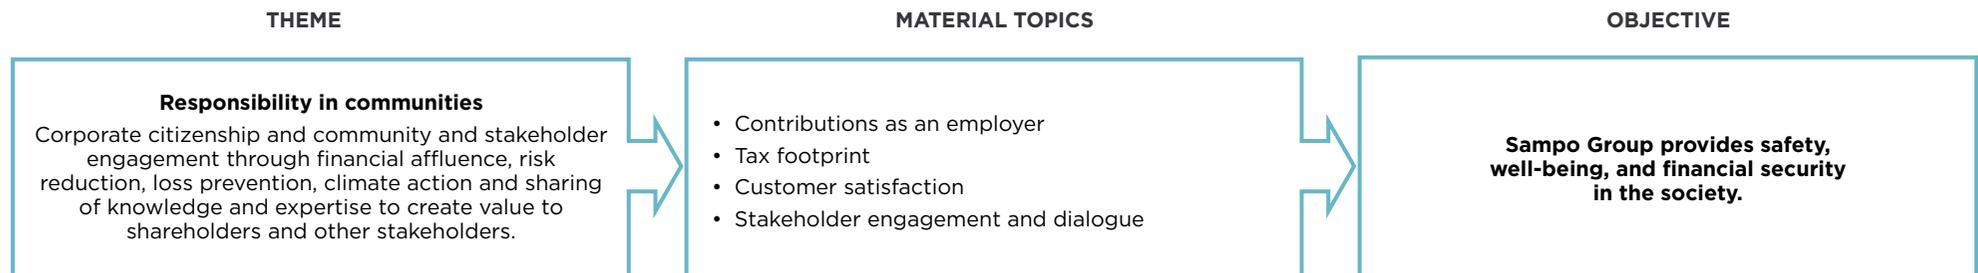 THEME
MATERIAL TOPICS
OBJECTIVE
Responsibility in communities
Corporate citizenship and community and stakeholder
engagement through financial affluence, risk
reduction, loss prevention, climate action and sharing
of knowledge and expertise to create value to
shareholders and other stakeholders.
• Contributions as an employer
• Tax footprint
• Customer satisfaction
• Stakeholder engagement and dialogue
Sampo Group provides safety,
well-being, and financial security
in the society.